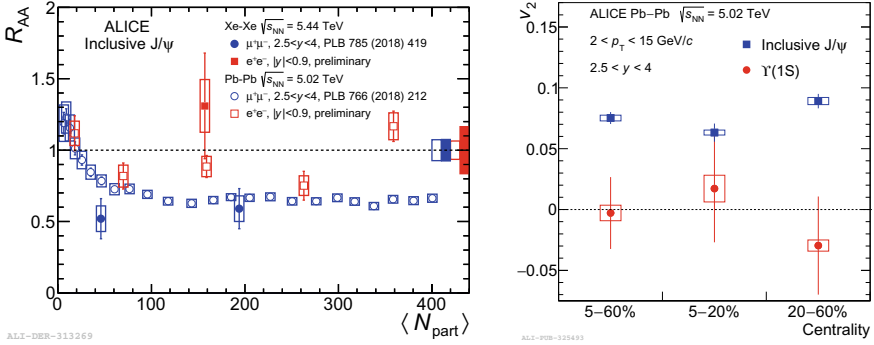 R_AA
2
1.5
1
0.5
0
0 100 200 300 400
⟨ N_part ⟩
ALICE
Inclusive J/ψ
Xe-Xe √s_NN = 5.44 TeV
μ⁺μ⁻, 2.5<y<4, PLB 785 (2018) 419
e⁺e⁻, |y|<0.9, preliminary
Pb-Pb √s_NN = 5.02 TeV
μ⁺μ⁻, 2.5<y<4, PLB 766 (2018) 212
e⁺e⁻, |y|<0.9, preliminary
ALI-DER-313269
v_2
0.15
0.1
0.05
0
−0.05
ALICE Pb−Pb √s_NN = 5.02 TeV
2 < p_T < 15 GeV/c
2.5 < y < 4
Inclusive J/ψ
ϒ(1S)
5−60% 5−20% 20−60%
Centrality
ALI-PUB-325493